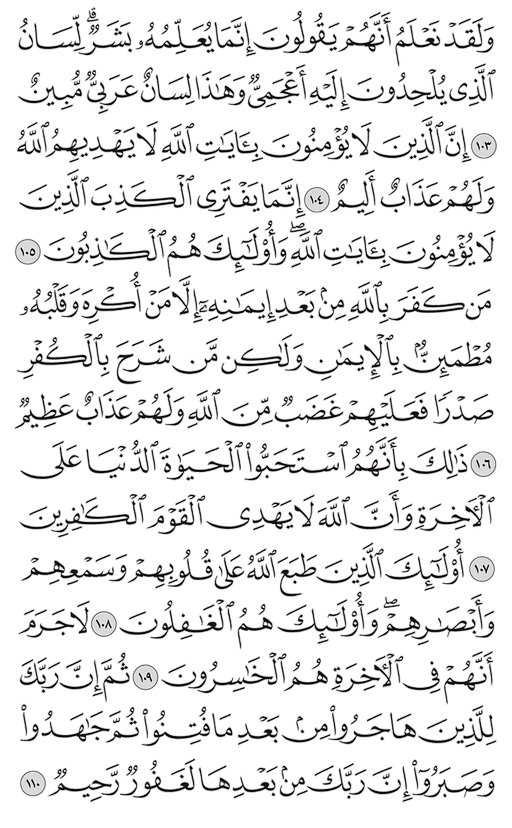 وَلَقَدْ نَعْلَمُ أَنَّهُمْ يَقُولُونَ إِنَّمَا يُعَلِّمُهُۥ بَشَرٌۗ لِّسَانُ
ٱلَّذِى يُلْحِدُونَ إِلَيْهِ أَعْجَمِىٌّ وَهَٰذَا لِسَانٌ عَرَبِىٌّ مُّبِينٌ
١٠٣ إِنَّ ٱلَّذِينَ لَا يُؤْمِنُونَ بِـَٔايَٰتِ ٱللَّهِ لَا يَهْدِيهِمُ ٱللَّهُ
وَلَهُمْ عَذَابٌ أَلِيمٌ ١٠٤ إِنَّمَا يَفْتَرِى ٱلْكَذِبَ ٱلَّذِينَ
لَا يُؤْمِنُونَ بِـَٔايَٰتِ ٱللَّهِۖ وَأُو۟لَٰٓئِكَ هُمُ ٱلْكَٰذِبُونَ ١٠٥
مَن كَفَرَ بِٱللَّهِ مِنۢ بَعْدِ إِيمَٰنِهِۦٓ إِلَّا مَنْ أُكْرِهَ وَقَلْبُهُۥ
مُطْمَئِنٌّۢ بِٱلْإِيمَٰنِ وَلَٰكِن مَّن شَرَحَ بِٱلْكُفْرِ
صَدْرًا فَعَلَيْهِمْ غَضَبٌ مِّنَ ٱللَّهِ وَلَهُمْ عَذَابٌ عَظِيمٌ
١٠٦ ذَٰلِكَ بِأَنَّهُمُ ٱسْتَحَبُّوا۟ ٱلْحَيَوٰةَ ٱلدُّنْيَا عَلَى
ٱلْأَخِرَةِ وَأَنَّ ٱللَّهَ لَا يَهْدِى ٱلْقَوْمَ ٱلْكَٰفِرِينَ
١٠٧ أُو۟لَٰٓئِكَ ٱلَّذِينَ طَبَعَ ٱللَّهُ عَلَىٰ قُلُوبِهِمْ وَسَمْعِهِمْ
وَأَبْصَٰرِهِمْۖ وَأُو۟لَٰٓئِكَ هُمُ ٱلْغَٰفِلُونَ ١٠٨ لَا جَرَمَ
أَنَّهُمْ فِى ٱلْأَخِرَةِ هُمُ ٱلْخَٰسِرُونَ ١٠٩ ثُمَّ إِنَّ رَبَّكَ
لِلَّذِينَ هَاجَرُوا۟ مِنۢ بَعْدِ مَا فُتِنُوا۟ ثُمَّ جَٰهَدُوا۟
وَصَبَرُوٓا۟ إِنَّ رَبَّكَ مِنۢ بَعْدِهَا لَغَفُورٌ رَّحِيمٌ ١١٠